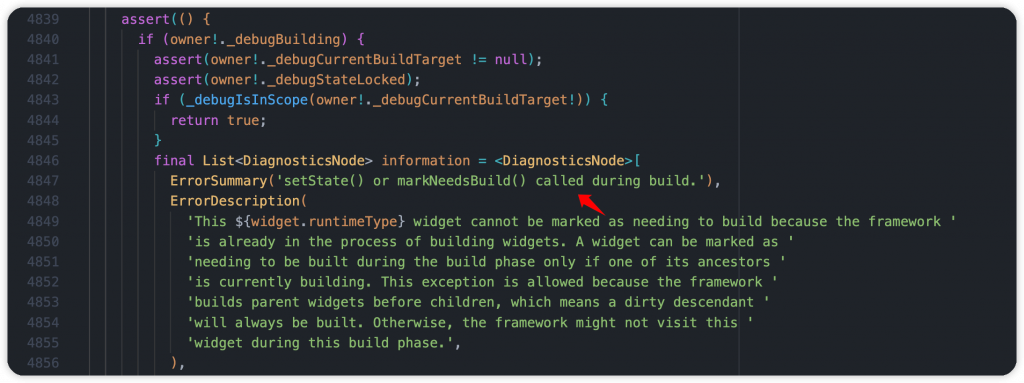 4839 assert(() {
4840 if (owner!._debugBuilding) {
4841 assert(owner!._debugCurrentBuildTarget != null);
4842 assert(owner!._debugStateLocked);
4843 if (_debugIsInScope(owner!._debugCurrentBuildTarget!)) {
4844 return true;
4845 }
4846 final List<DiagnosticsNode> information = <DiagnosticsNode>[
4847 ErrorSummary('setState() or markNeedsBuild() called during build.'),
4848 ErrorDescription(
4849 'This ${widget.runtimeType} widget cannot be marked as needing to build because the framework '
4850 'is already in the process of building widgets. A widget can be marked as '
4851 'needing to be built during the build phase only if one of its ancestors '
4852 'is currently building. This exception is allowed because the framework '
4853 'builds parent widgets before children, which means a dirty descendant '
4854 'will always be built. Otherwise, the framework might not visit this '
4855 'widget during this build phase.',
4856 ),